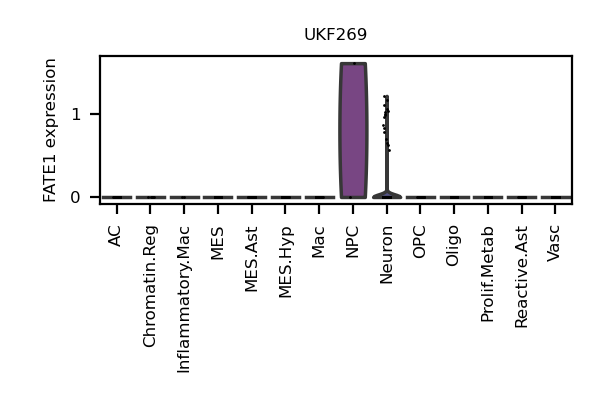 UKF269
FATE1 expression
1
0
AC
Chromatin.Reg
Inflammatory.Mac
MES
MES.Ast
MES.Hyp
Mac
NPC
Neuron
OPC
Oligo
Prolif.Metab
Reactive.Ast
Vasc